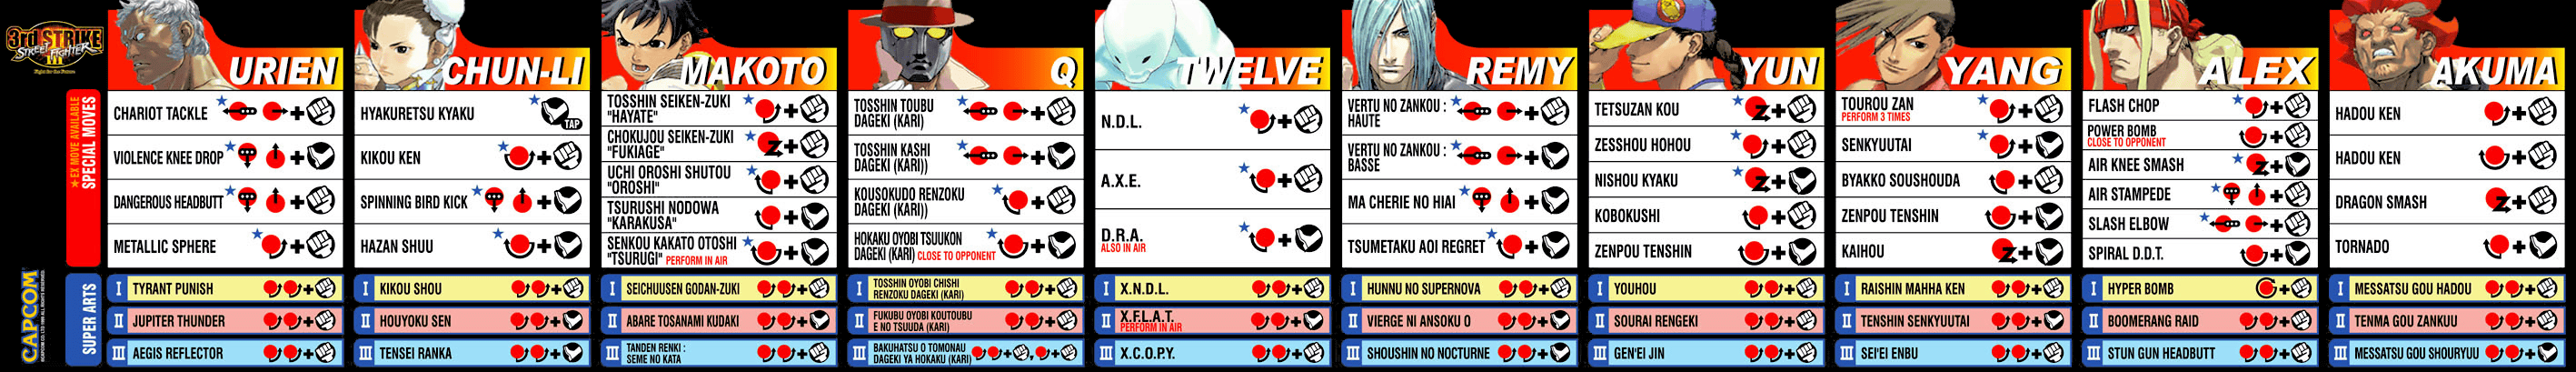 3rd STRIKE
STREET FIGHTER
III
Fight for the Future
★ EX MOVE AVAILABLE
SPECIAL MOVES
SUPER ARTS
CAPCOM
URIEN
CHARIOT TACKLE
VIOLENCE KNEE DROP
DANGEROUS HEADBUTT
METALLIC SPHERE
I TYRANT PUNISH
II JUPITER THUNDER
III AEGIS REFLECTOR
CHUN-LI
HYAKURETSU KYAKU
TAP
KIKOU KEN
SPINNING BIRD KICK
HAZAN SHUU
I KIKOU SHOU
II HOUYOKU SEN
III TENSEI RANKA
MAKOTO
TOSSHIN SEIKEN-ZUKI
"HAYATE"
CHOKUJOU SEIKEN-ZUKI
"FUKIAGE"
UCHI OROSHI SHUTOU
"OROSHI"
TSURUSHI NODOWA
"KARAKUSA"
SENKOU KAKATO OTOSHI
"TSURUGI" PERFORM IN AIR
I SEICHUUSEN GODAN-ZUKI
II ABARE TOSANAMI KUDAKI
III TANDEN RENKI :
SEME NO KATA
Q
TOSSHIN TOUBU
DAGEKI (KARI)
TOSSHIN KASHI
DAGEKI (KARI))
KOUSOKUDO RENZOKU
DAGEKI (KARI))
HOKAKU OYOBI TSUUKON
DAGEKI (KARI) CLOSE TO OPPONENT
I TOSSHIN OYOBI CHISHI
RENZOKU DAGEKI (KARI)
II FUKUBU OYOBI KOUTOUBU
E NO TSUUDA (KARI)
III BAKUHATSU O TOMONAU
DAGEKI YA HOKAKU (KARI)
TWELVE
N.D.L.
A.X.E.
D.R.A.
ALSO IN AIR
I X.N.D.L.
II X.F.L.A.T.
PERFORM IN AIR
III X.C.O.P.Y.
REMY
VERTU NO ZANKOU :
HAUTE
VERTU NO ZANKOU :
BASSE
MA CHERIE NO HIAI
TSUMETAKU AOI REGRET
I HUNNU NO SUPERNOVA
II VIERGE NI ANSOKU O
III SHOUSHIN NO NOCTURNE
YUN
TETSUZAN KOU
ZESSHOU HOHOU
NISHOU KYAKU
KOBOKUSHI
ZENPOU TENSHIN
I YOUHOU
II SOURAI RENGEKI
III GEN'EI JIN
YANG
TOUROU ZAN
PERFORM 3 TIMES
SENKYUUTAI
BYAKKO SOUSHOUDA
ZENPOU TENSHIN
KAIHOU
I RAISHIN MAHHA KEN
II TENSHIN SENKYUUTAI
III SEI'EI ENBU
ALEX
FLASH CHOP
POWER BOMB
CLOSE TO OPPONENT
AIR KNEE SMASH
AIR STAMPEDE
SLASH ELBOW
SPIRAL D.D.T.
I HYPER BOMB
II BOOMERANG RAID
III STUN GUN HEADBUTT
AKUMA
HADOU KEN
HADOU KEN
DRAGON SMASH
TORNADO
I MESSATSU GOU HADOU
II TENMA GOU ZANKUU
III MESSATSU GOU SHOURYUU